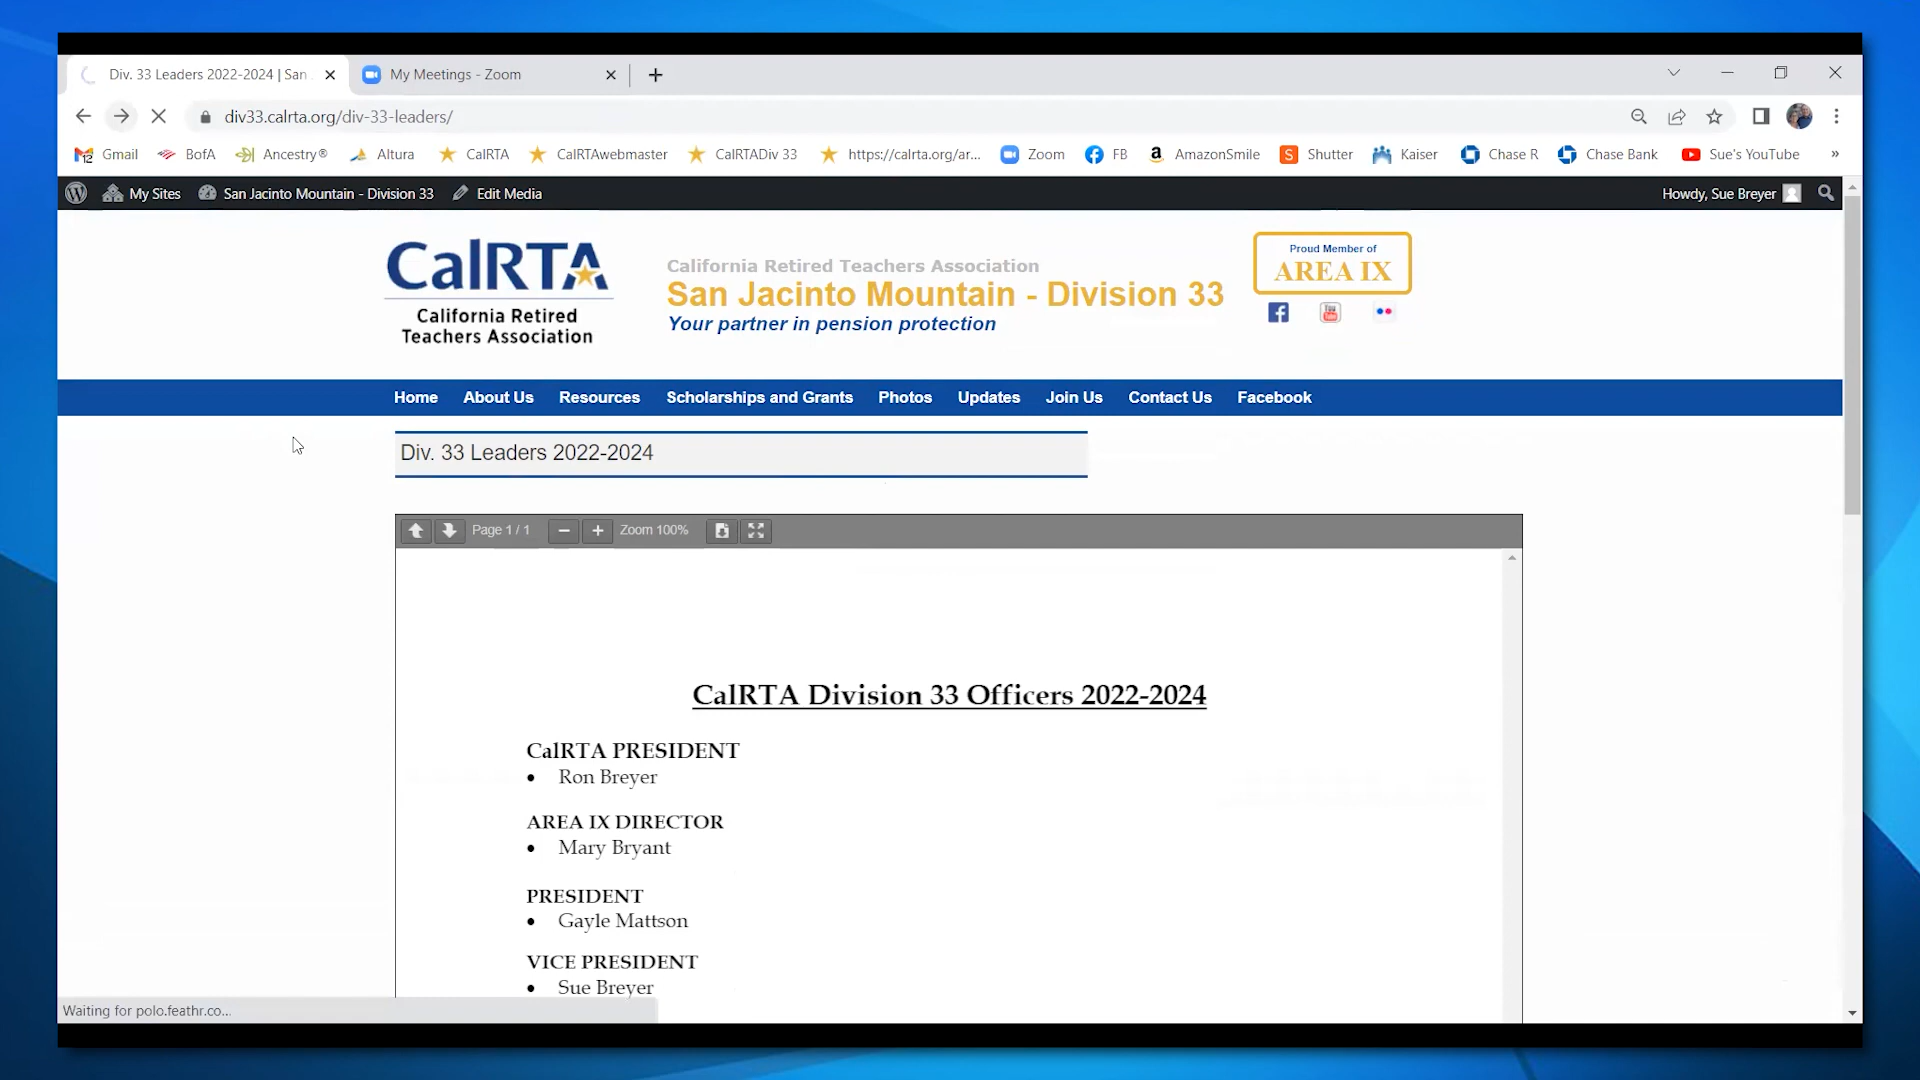 Div. 33 Leaders 2022-2024 | San
My Meetings - Zoom
div33.calrta.org/div-33-leaders/
Gmail BofA Ancestry® Altura CalRTA CalRTAwebmaster CalRTADiv 33 https://calrta.org/ar... Zoom FB AmazonSmile Shutter Kaiser Chase R Chase Bank Sue's YouTube »
My Sites San Jacinto Mountain - Division 33 Edit Media Howdy, Sue Breyer
CalRTA
California Retired
Teachers Association
California Retired Teachers Association
San Jacinto Mountain - Division 33
Your partner in pension protection
Proud Member of
AREA IX
Home About Us Resources Scholarships and Grants Photos Updates Join Us Contact Us Facebook
Div. 33 Leaders 2022-2024
Page 1 / 1 Zoom 100%
CalRTA Division 33 Officers 2022-2024
CalRTA PRESIDENT
• Ron Breyer
AREA IX DIRECTOR
• Mary Bryant
PRESIDENT
• Gayle Mattson
VICE PRESIDENT
• Sue Breyer
Waiting for polo.feathr.co...